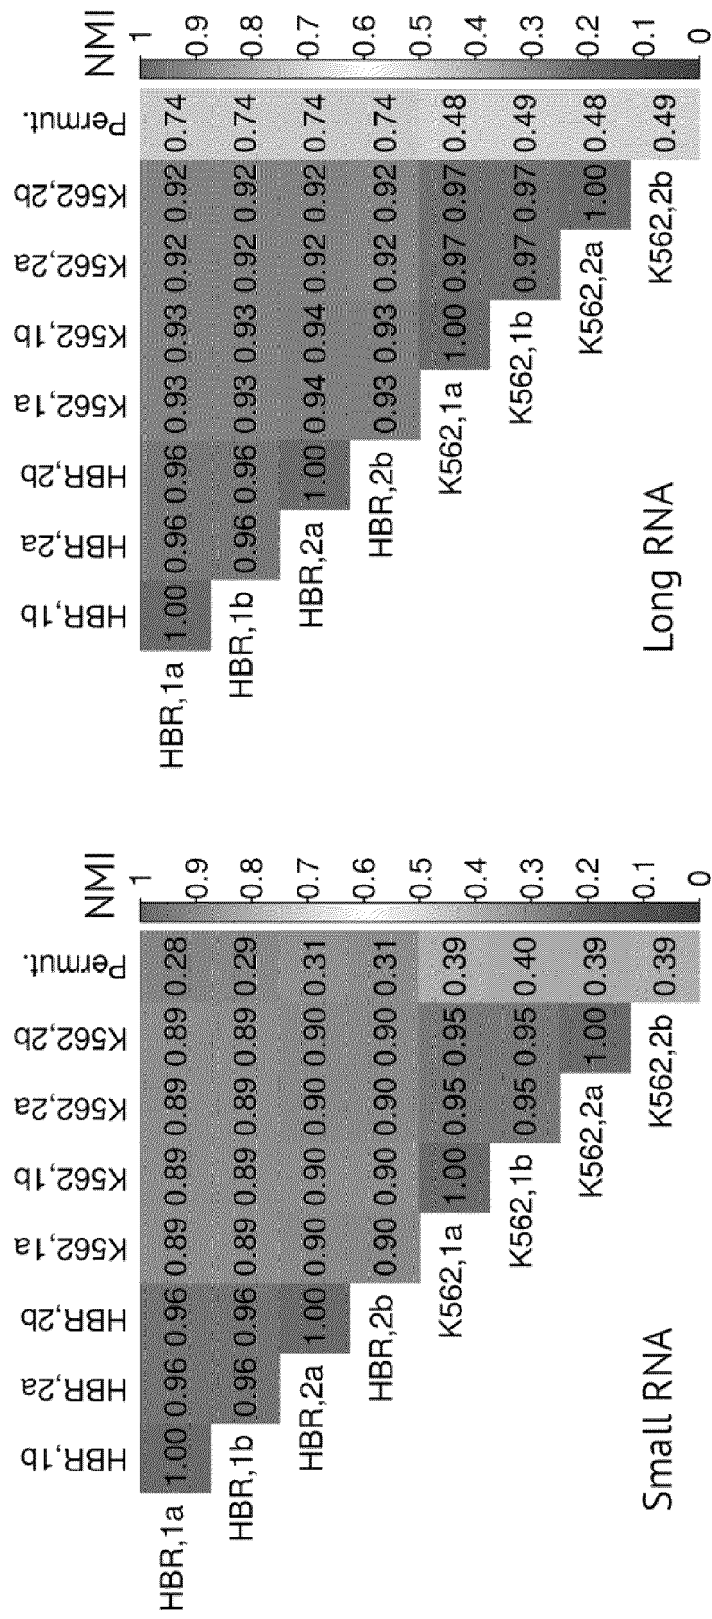 HBR,1b HBR,2a HBR,2b K562,1a K562,1b K562,2a K562,2b Permut. NMI
HBR,1a 1.00 0.96 0.96 0.89 0.89 0.89 0.89 0.28
HBR,1b 0.96 0.96 0.89 0.89 0.89 0.89 0.29
HBR,2a 1.00 0.90 0.90 0.90 0.90 0.31
HBR,2b 0.90 0.90 0.90 0.90 0.31
K562,1a 1.00 0.95 0.95 0.39
K562,1b 0.95 0.95 0.40
K562,2a 1.00 0.39
K562,2b 0.39
1
0.9
0.8
0.7
0.6
0.5
0.4
0.3
0.2
0.1
0
Small RNA
HBR,1b HBR,2a HBR,2b K562,1a K562,1b K562,2a K562,2b Permut. NMI
HBR,1a 1.00 0.96 0.96 0.93 0.93 0.92 0.92 0.74
HBR,1b 0.96 0.96 0.93 0.93 0.92 0.92 0.74
HBR,2a 1.00 0.94 0.94 0.92 0.92 0.74
HBR,2b 0.93 0.93 0.92 0.92 0.74
K562,1a 1.00 0.97 0.97 0.48
K562,1b 0.97 0.97 0.49
K562,2a 1.00 0.48
K562,2b 0.49
1
0.9
0.8
0.7
0.6
0.5
0.4
0.3
0.2
0.1
0
Long RNA